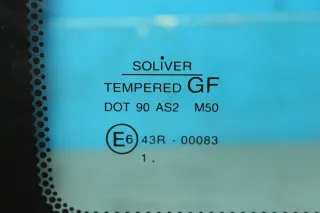 SOLiVER
TEMPERED GF
DOT 90 AS2 M50
E6 43R - 00083
1 .